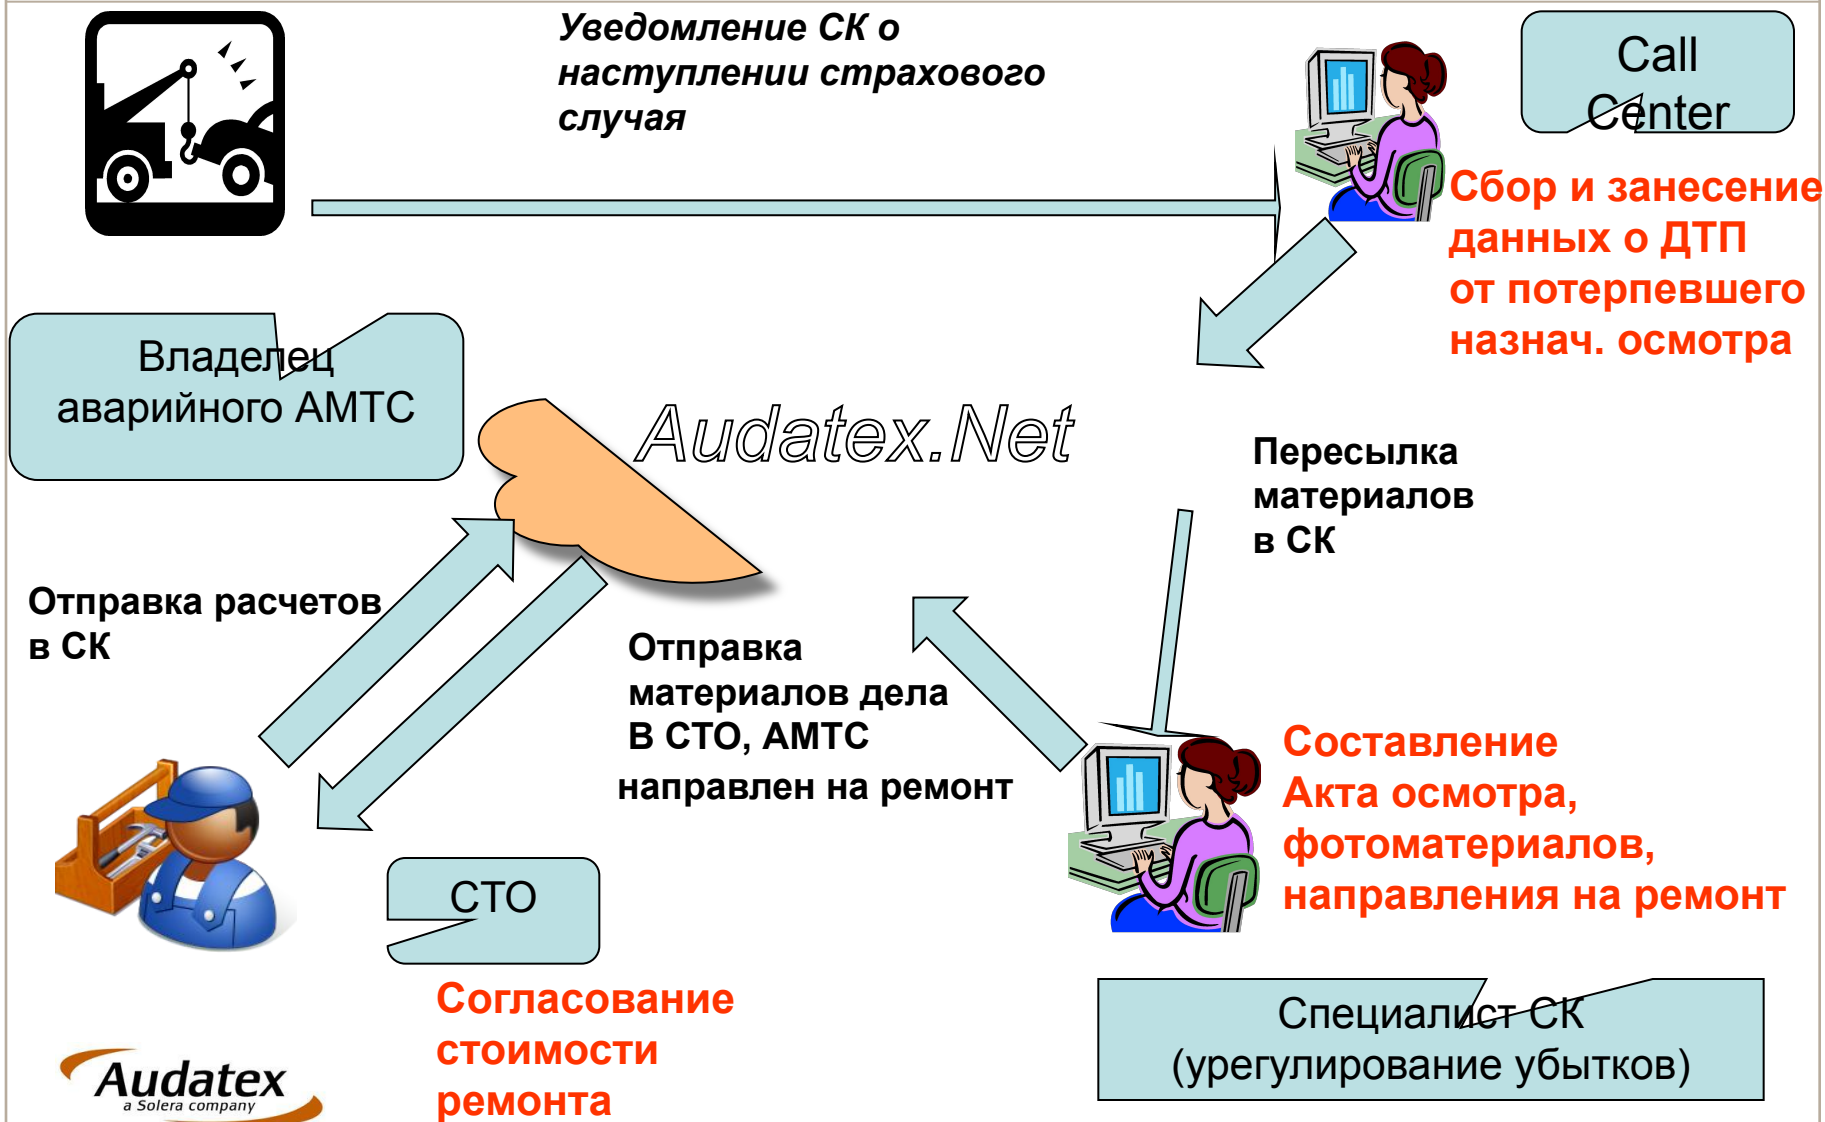 Уведомление СК о
наступлении страхового
случая
Call
Center
Сбор и занесение
данных о ДТП
от потерпевшего
назнач. осмотра
Владелец
аварийного АМТС
Audatex.Net
Пересылка
материалов
в СК
Отправка расчетов
в СК
Отправка
материалов дела
В СТО, АМТС
направлен на ремонт
Составление
Акта осмотра,
фотоматериалов,
направления на ремонт
СТО
Согласование
стоимости
ремонта
Специалист СК
(урегулирование убытков)
Audatex
a Solera company